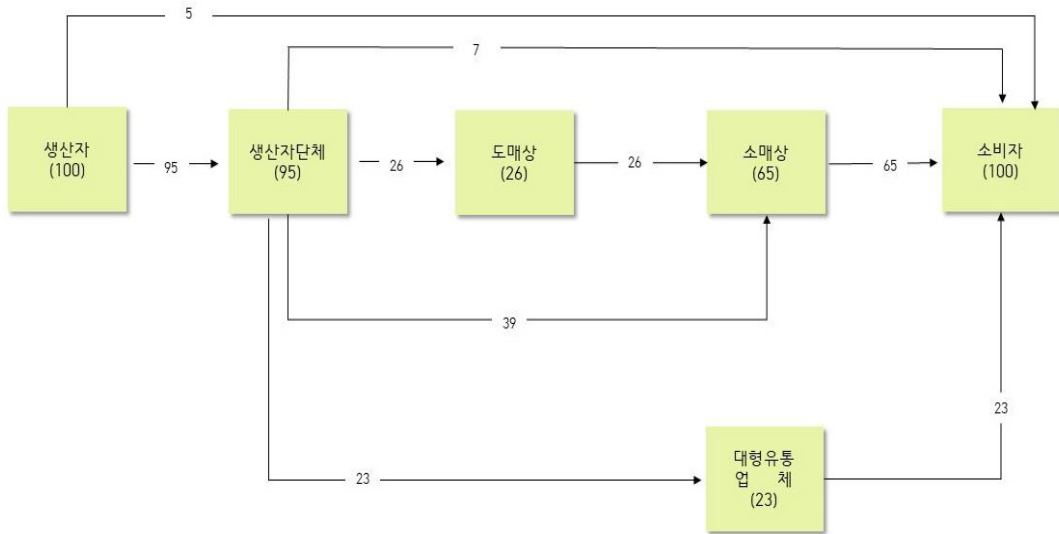 5
7
생산자
(100)
95
생산자단체
(95)
26
도매상
(26)
26
소매상
(65)
65
소비자
(100)
39
23
23
대형유통
업 체
(23)